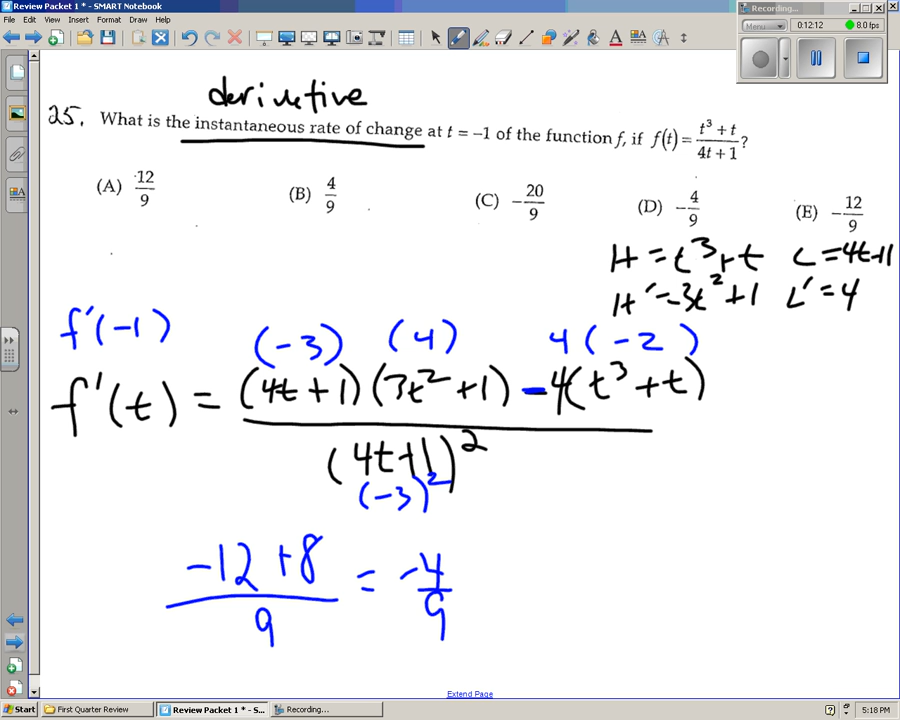 Review Packet 1 * - SMART Notebook
Recording...
File Edit View Insert Format Draw Help
Menu 0:12:12 8.0 fps
derivative
25. What is the instantaneous rate of change at t = −1 of the function f, if f(t) = (t³ + t)/(4t + 1)?
(A) 12/9 (B) 4/9 (C) −20/9 (D) −4/9 (E) −12/9
H = t³ + t L = 4t+1
H' = 3t² + 1 L' = 4
f'(−1) (−3) (4) 4(−2)
f'(t) = (4t + 1)(3t² + 1) − 4(t³ + t)
(4t+1)²
(−3)²
−12 + 8 / 9 = −4/9
Extend Page
Start First Quarter Review Review Packet 1 * - S... Recording... 5:18 PM